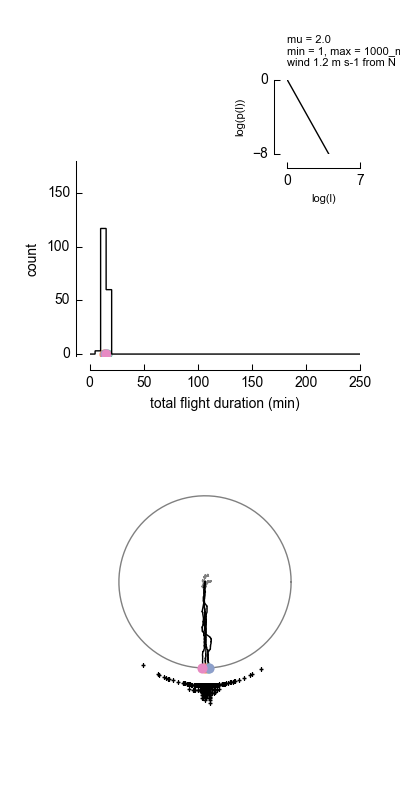 mu = 2.0
min = 1, max = 1000_m
wind 1.2 m s-1 from N
0
log(p(l))
−8
0 7
log(l)
150
100
count
50
0
0 50 100 150 200 250
total flight duration (min)